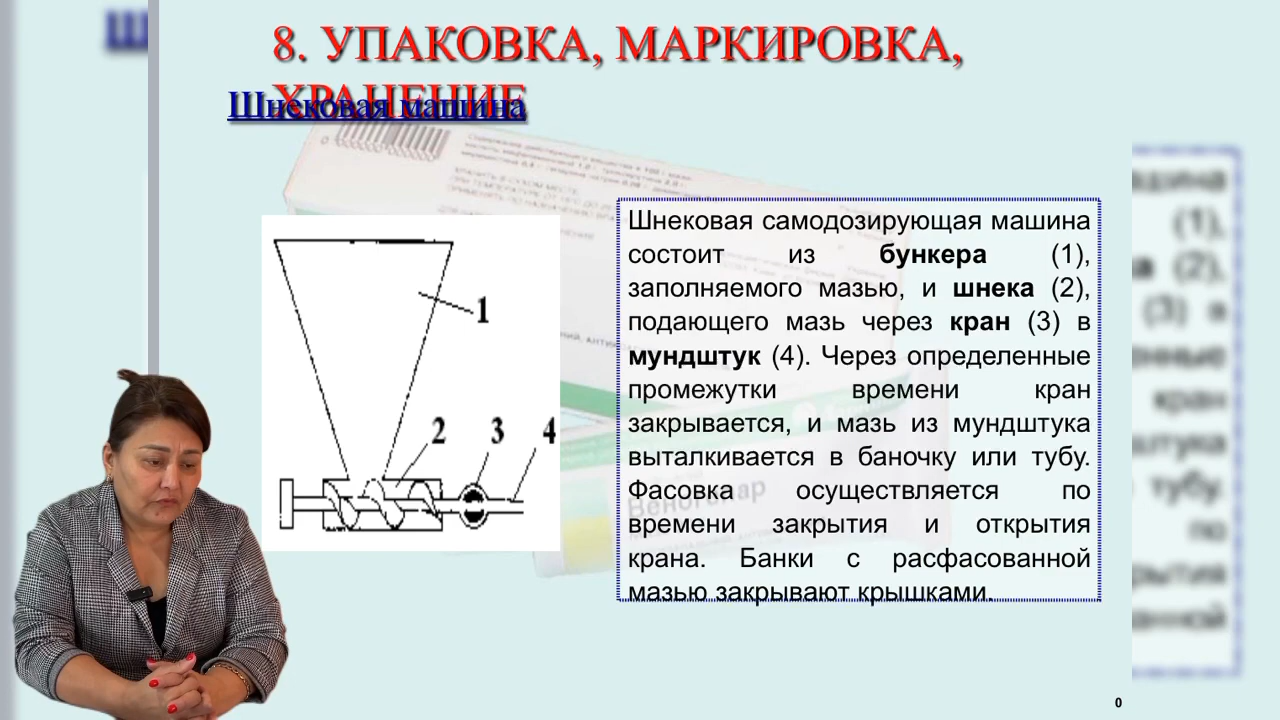 8. УПАКОВКА, МАРКИРОВКА,
ХРАНЕНИЕ
Шнековая машина
1
2 3 4
Шнековая самодозирующая машина
состоит из бункера (1),
заполняемого мазью, и шнека (2),
подающего мазь через кран (3) в
мундштук (4). Через определенные
промежутки времени кран
закрывается, и мазь из мундштука
выталкивается в баночку или тубу.
Фасовка осуществляется по
времени закрытия и открытия
крана. Банки с расфасованной
мазью закрывают крышками.
0